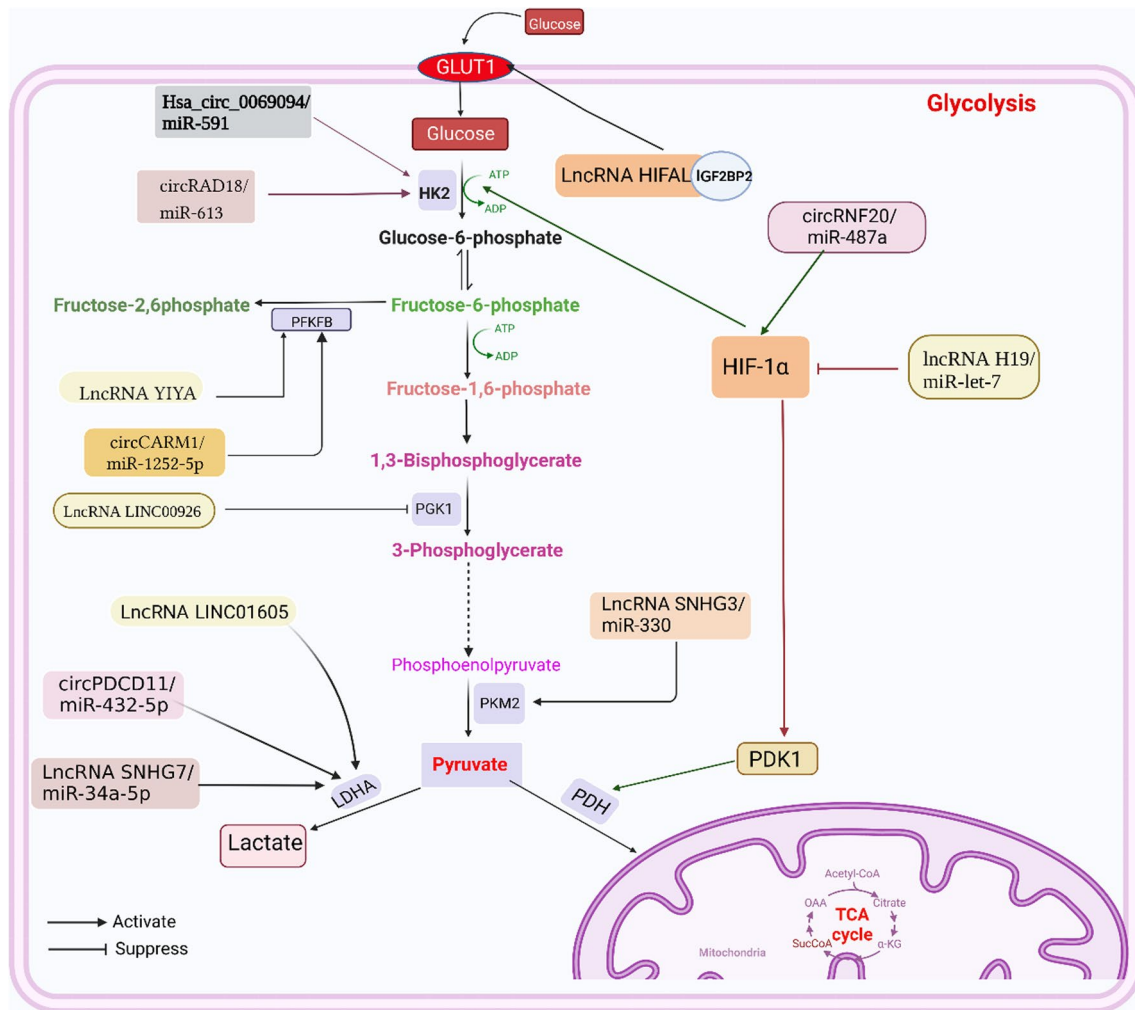 Glucose
GLUT1
Glycolysis
Hsa_circ_0069094/
miR-591
Glucose
LncRNA HIFAL
IGF2BP2
circRAD18/
miR-613
HK2
ATP
ADP
circRNF20/
miR-487a
Glucose-6-phosphate
Fructose-2,6phosphate
Fructose-6-phosphate
PFKFB
ATP
ADP
HIF-1α
lncRNA H19/
miR-let-7
LncRNA YIYA
Fructose-1,6-phosphate
circCARM1/
miR-1252-5p
1,3-Bisphosphoglycerate
LncRNA LINC00926
PGK1
3-Phosphoglycerate
LncRNA LINC01605
LncRNA SNHG3/
miR-330
Phosphoenolpyruvate
circPDCD11/
miR-432-5p
PKM2
Pyruvate
PDK1
LncRNA SNHG7/
miR-34a-5p
LDHA
PDH
Lactate
Acetyl-CoA
OAA
Citrate
TCA
cycle
SucCoA
α-KG
Mitochondria
Activate
Suppress